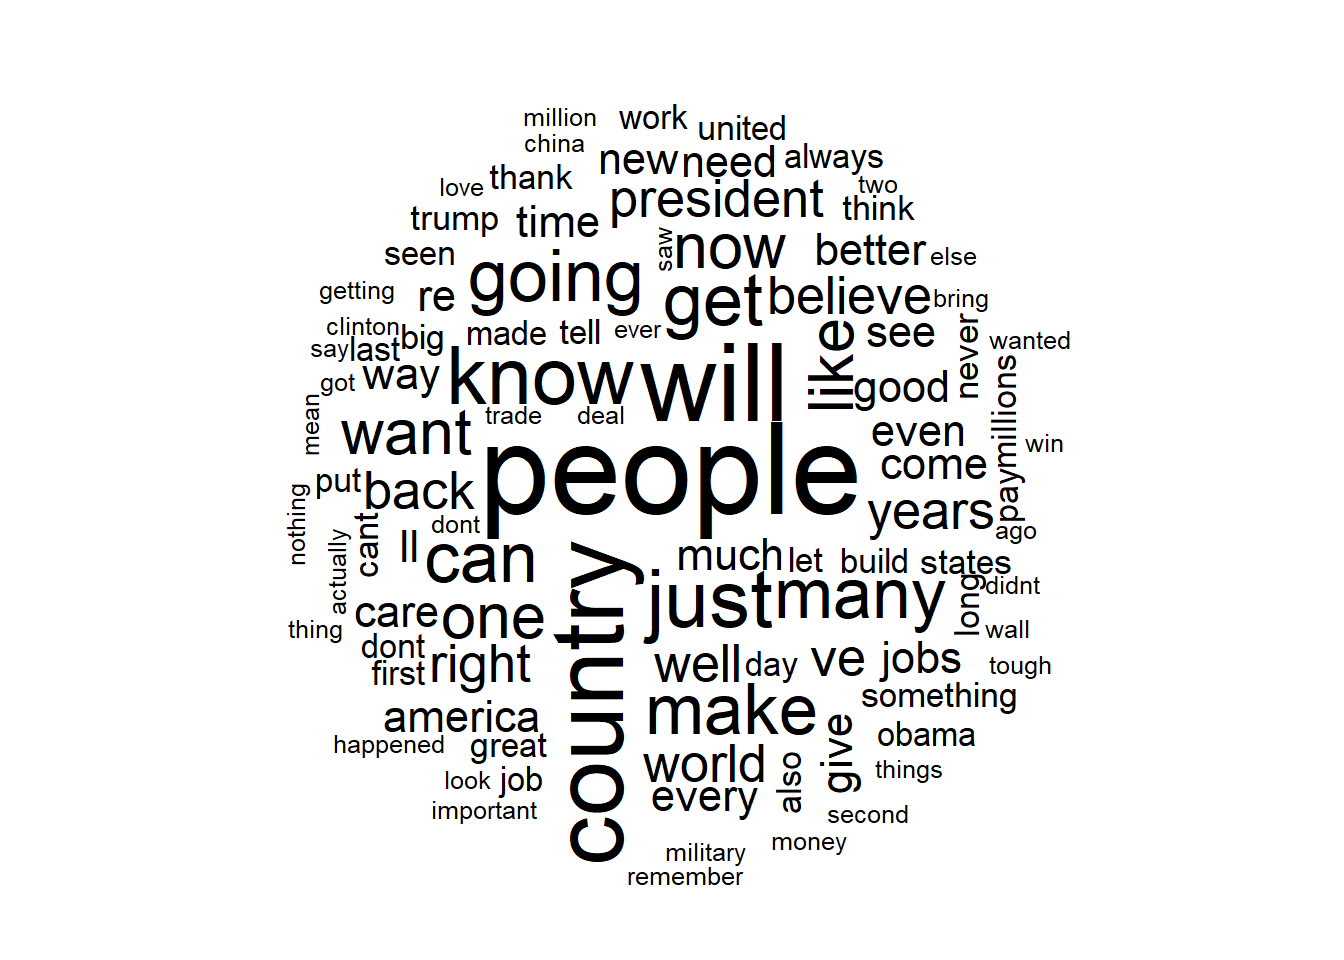 million work united
china
new need always
love thank two
president think
trump time
saw now better else
seen going
getting re get believe bring
clinton big made tell ever like see never wanted
say last
got way know will good
mean trade deal millions
want even win
people come
put back pay
nothing years ago
dont
actually cant ll can much let build states
country just many long didnt
care one
thing wall
dont right well day ve jobs tough
first
america make something
happened great give obama
look job world also things
important every second
money
military
remember